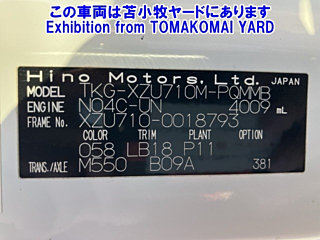 この車両は苫小牧ヤードにあります
Exhibition from TOMAKOMAI YARD
Hino Motors, Ltd. JAPAN
MODEL TKG-XZU710M-PQMMB
ENGINE N04C-UN 4009 mL
FRAME NO. XZU710-0018793
COLOR TRIM PLANT OPTION
058 LB18 P11
TRANS./AXLE M550 B09A 381